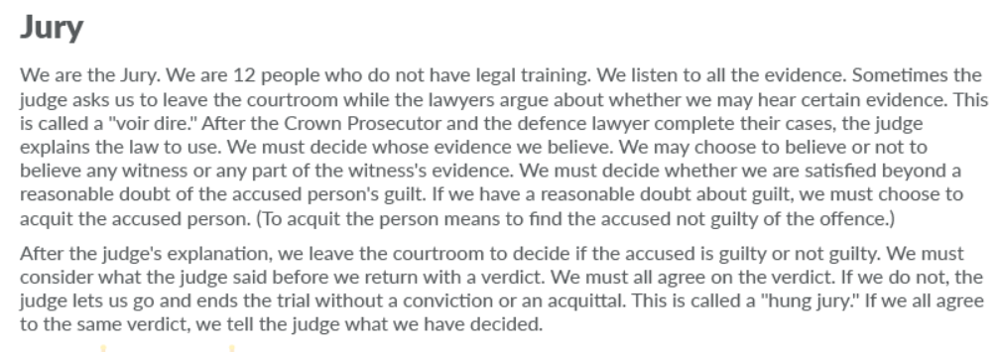 Jury
We are the Jury. We are 12 people who do not have legal training. We listen to all the evidence. Sometimes the
judge asks us to leave the courtroom while the lawyers argue about whether we may hear certain evidence. This
is called a "voir dire." After the Crown Prosecutor and the defence lawyer complete their cases, the judge
explains the law to use. We must decide whose evidence we believe. We may choose to believe or not to
believe any witness or any part of the witness's evidence. We must decide whether we are satisfied beyond a
reasonable doubt of the accused person's guilt. If we have a reasonable doubt about guilt, we must choose to
acquit the accused person. (To acquit the person means to find the accused not guilty of the offence.)
After the judge's explanation, we leave the courtroom to decide if the accused is guilty or not guilty. We must
consider what the judge said before we return with a verdict. We must all agree on the verdict. If we do not, the
judge lets us go and ends the trial without a conviction or an acquittal. This is called a "hung jury." If we all agree
to the same verdict, we tell the judge what we have decided.